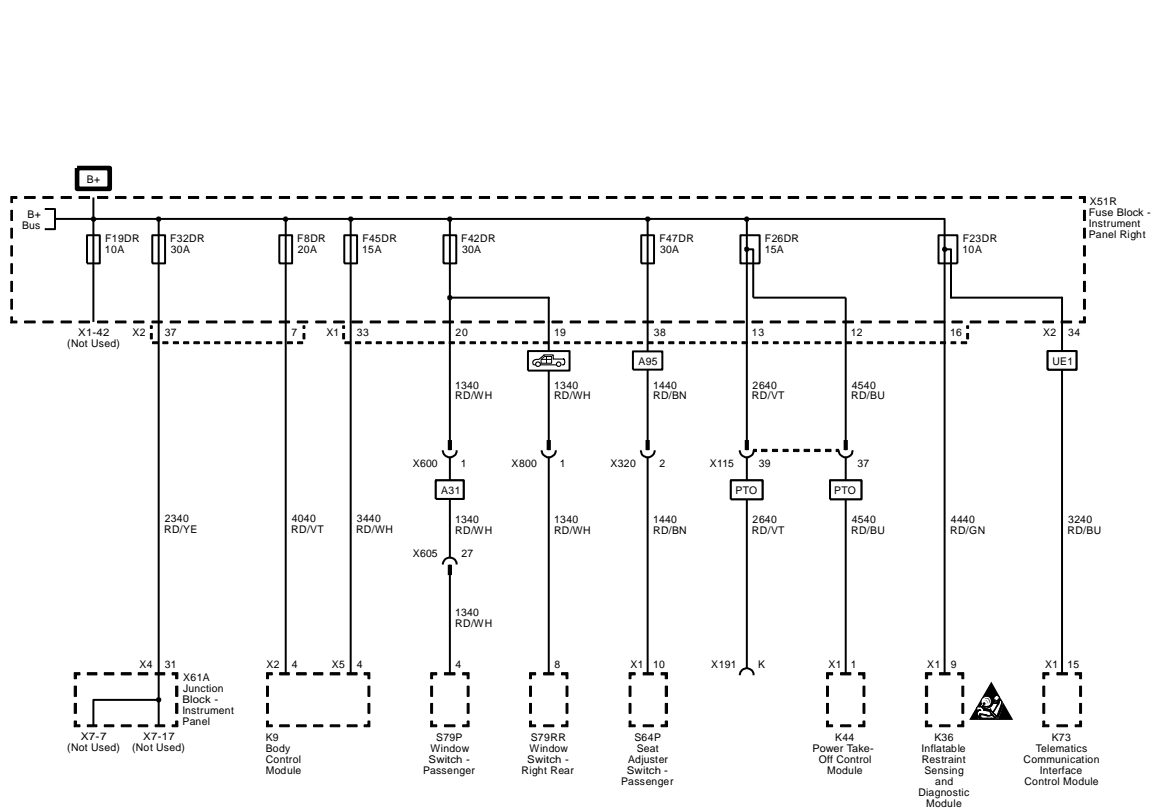 B+
X51R
Fuse Block -
Instrument
Panel Right
B+
Bus
F19DR
10A
F32DR
30A
F8DR
20A
F45DR
15A
F42DR
30A
F47DR
30A
F26DR
15A
F23DR
10A
X1-42
(Not Used)
X2 37
7
X1 33
20
19
38
13
12
16
X2 34
A95
UE1
1340
RD/WH
1340
RD/WH
1440
RD/BN
2640
RD/VT
4540
RD/BU
X600 1
X800 1
X320 2
X115 39
37
A31
PTO
PTO
2340
RD/YE
4040
RD/VT
3440
RD/WH
1340
RD/WH
1340
RD/WH
1440
RD/BN
2640
RD/VT
4540
RD/BU
4440
RD/GN
3240
RD/BU
X605 27
1340
RD/WH
X4 31
X2 4
X5 4
4
8
X1 10
X191 K
X1 1
X1 9
X1 15
X61A
Junction
Block -
Instrument
Panel
X7-7
(Not Used)
X7-17
(Not Used)
K9
Body
Control
Module
S79P
Window
Switch -
Passenger
S79RR
Window
Switch -
Right Rear
S64P
Seat
Adjuster
Switch -
Passenger
K44
Power Take-
Off Control
Module
K36
Inflatable
Restraint
Sensing
and
Diagnostic
Module
K73
Telematics
Communication
Interface
Control Module